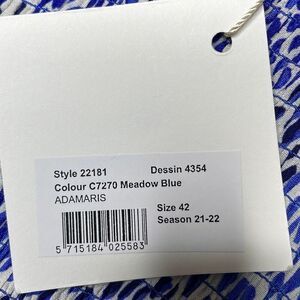 Style 22181 Dessin 4354
Colour C7270 Meadow Blue
ADAMARIS
Size 42
Season 21-22
5 715184 025583